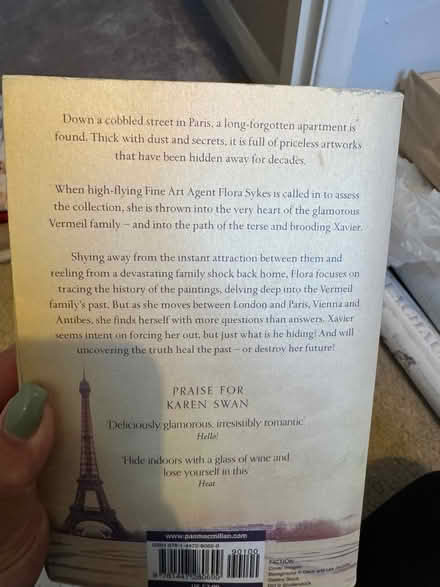 Down a cobbled street in Paris, a long-forgotten apartment is
found. Thick with dust and secrets, it is full of priceless artworks
that have been hidden away for decades.
When high-flying Fine Art Agent Flora Sykes is called in to assess
the collection, she is thrown into the very heart of the glamorous
Vermeil family – and into the path of the terse and brooding Xavier.
Shying away from the instant attraction between them and
reeling from a devastating family shock back home, Flora focuses on
tracing the history of the paintings, delving deep into the Vermeil
family's past. But as she moves between London and Paris, Vienna and
Antibes, she finds herself with more questions than answers. Xavier
seems intent on forcing her out, but just what is he hiding? And will
uncovering the truth heal the past – or destroy her future?
PRAISE FOR
KAREN SWAN
'Deliciously glamorous, irresistibly romantic'
Hello!
'Hide indoors with a glass of wine and
lose yourself in this'
Heat
www.panmacmillan.com
90100
FICTION